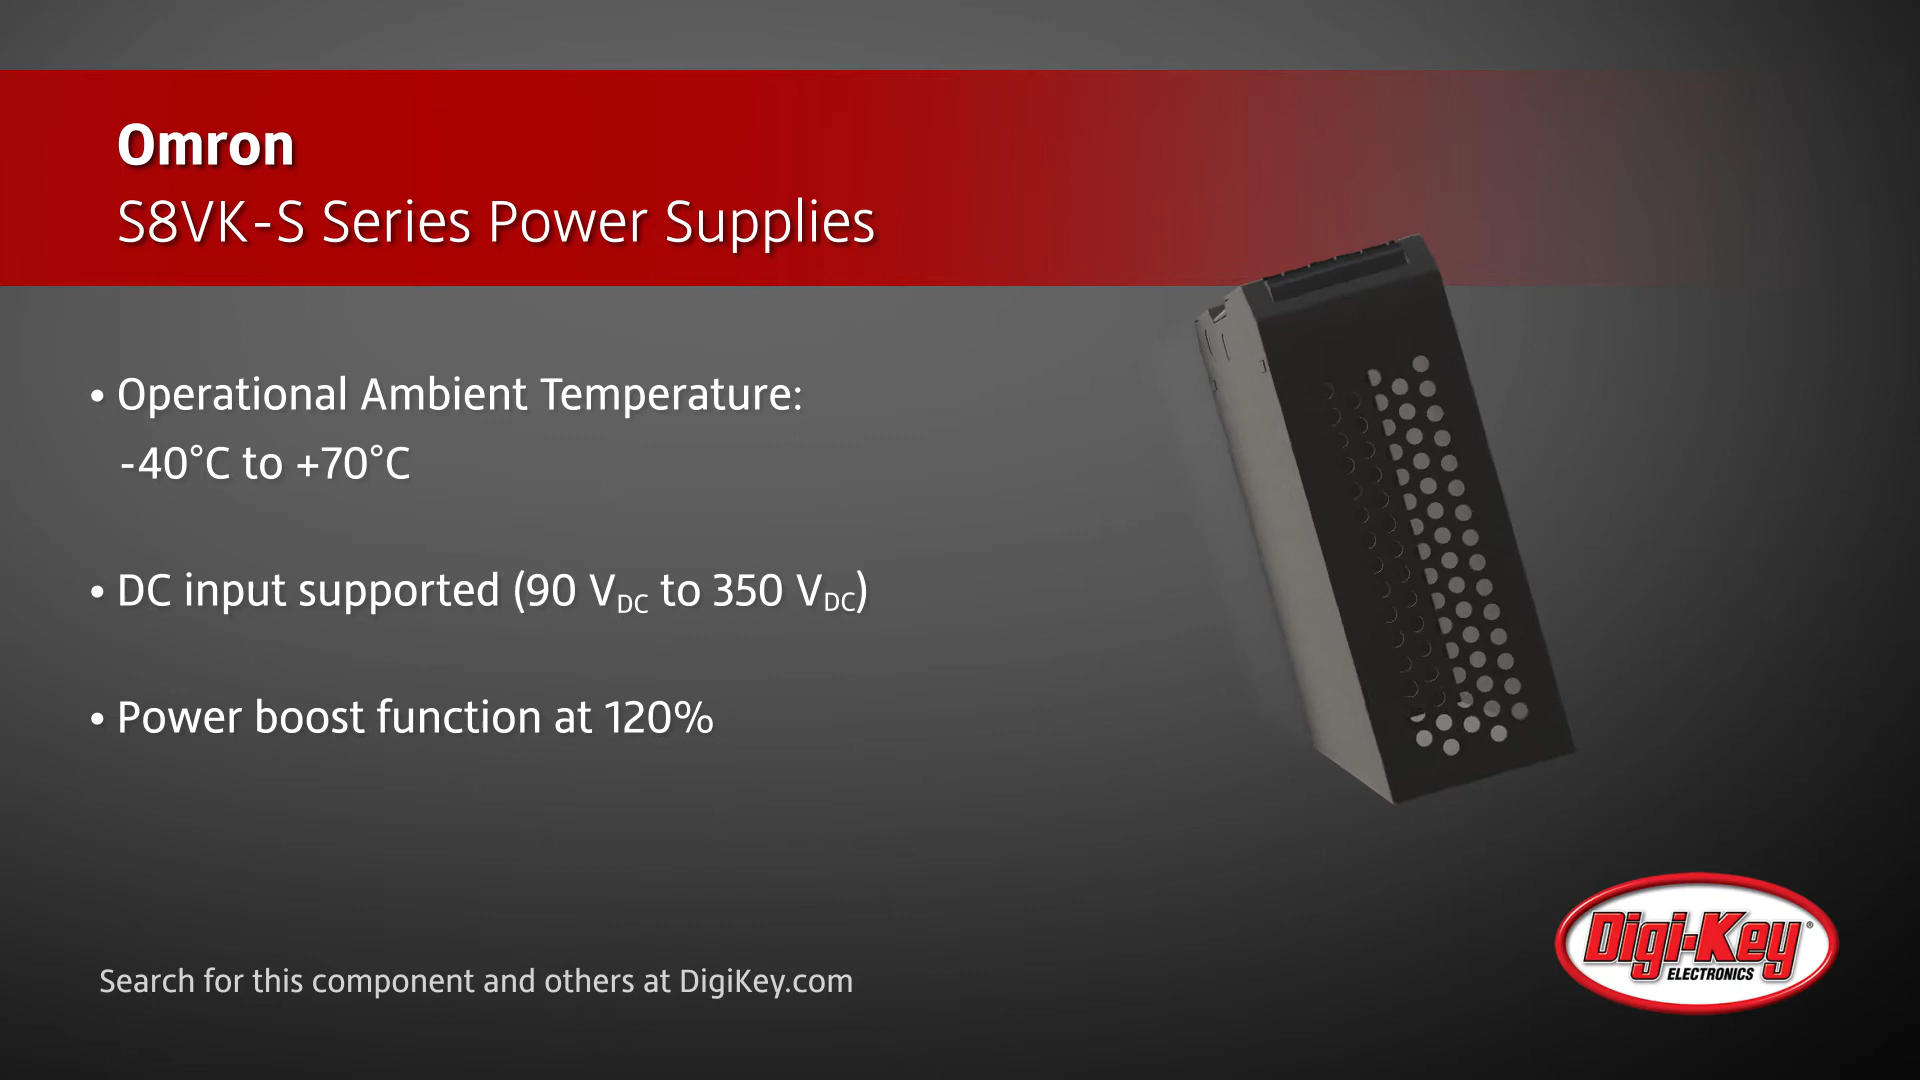 Omron
S8VK-S Series Power Supplies
• Operational Ambient Temperature:
-40°C to +70°C
• DC input supported (90 VDC to 350 VDC)
• Power boost function at 120%
Search for this component and others at DigiKey.com
Digi-Key®
ELECTRONICS